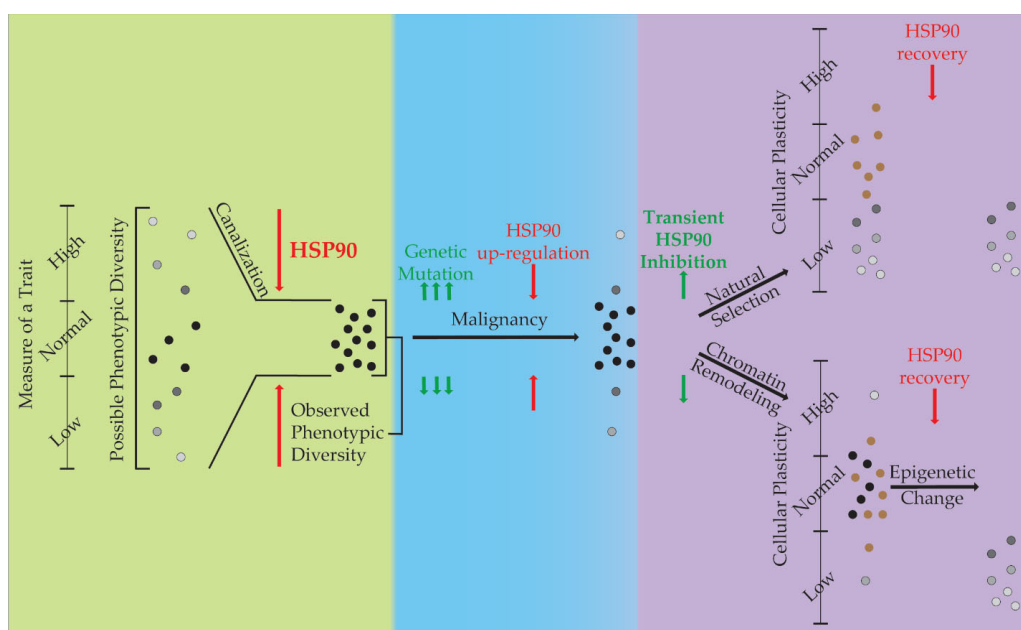 Measure of a Trait
High
Normal
Low
Possible Phenotypic Diversity
Canalization
HSP90
Observed
Phenotypic
Diversity
Genetic
Mutation
HSP90
up-regulation
Malignancy
Transient
HSP90
Inhibition
Natural
Selection
Chromatin
Remodeling
Cellular Plasticity
High
Normal
Low
HSP90
recovery
Cellular Plasticity
High
Normal
Low
HSP90
recovery
Epigenetic
Change